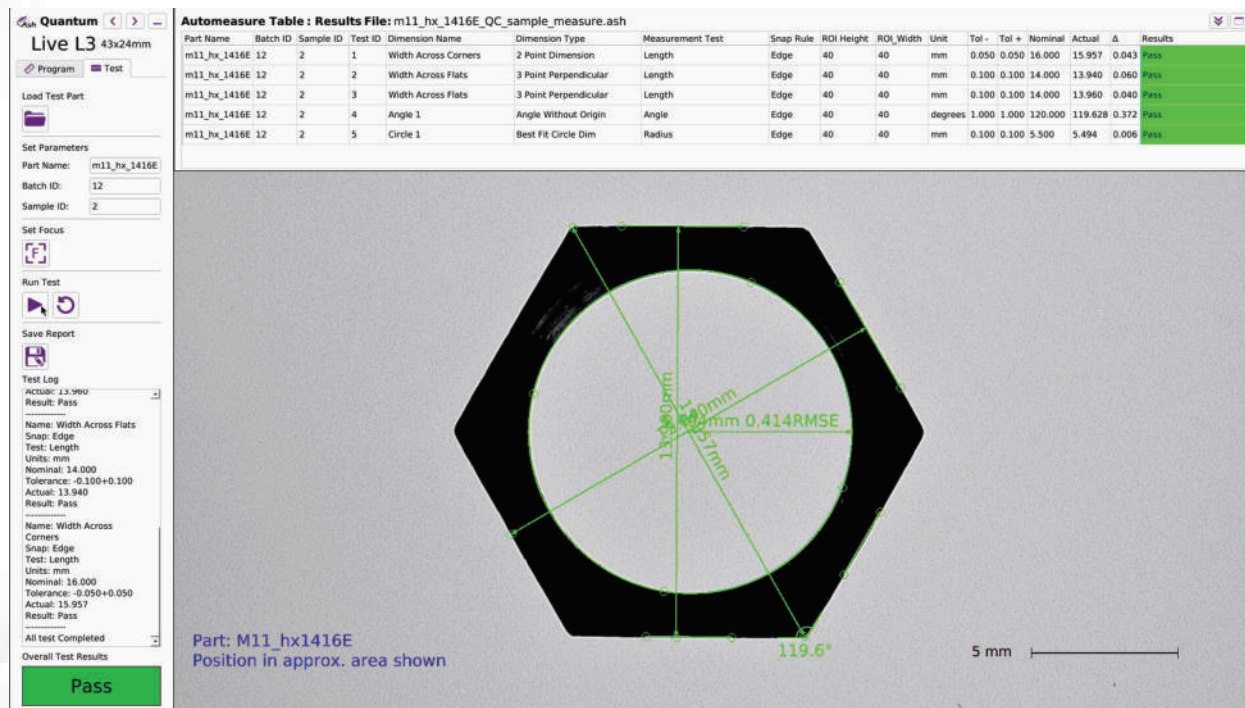 Ash Quantum
Live L3 43x24mm
Program Test
Load Test Part
Set Parameters
Part Name: m11_hx_1416E
Batch ID: 12
Sample ID: 2
Set Focus
F
Run Test
Save Report
Test Log
Actual: 13.960
Result: Pass
-------------
Name: Width Across Flats
Snap: Edge
Test: Length
Units: mm
Nominal: 14.000
Tolerance: -0.100+0.100
Actual: 13.940
Result: Pass
-------------
Name: Width Across
Corners
Snap: Edge
Test: Length
Units: mm
Nominal: 16.000
Tolerance: -0.050+0.050
Actual: 15.957
Result: Pass
-------------
All test Completed
Overall Test Results
Pass
Automeasure Table : Results File: m11_hx_1416E_QC_sample_measure.ash
Part Name Batch ID Sample ID Test ID Dimension Name Dimension Type Measurement Test Snap Rule ROI Height ROI_Width Unit Tol - Tol + Nominal Actual Δ Results
m11_hx_1416E 12 2 1 Width Across Corners 2 Point Dimension Length Edge 40 40 mm 0.050 0.050 16.000 15.957 0.043 Pass
m11_hx_1416E 12 2 2 Width Across Flats 3 Point Perpendicular Length Edge 40 40 mm 0.100 0.100 14.000 13.940 0.060 Pass
m11_hx_1416E 12 2 3 Width Across Flats 3 Point Perpendicular Length Edge 40 40 mm 0.100 0.100 14.000 13.960 0.040 Pass
m11_hx_1416E 12 2 4 Angle 1 Angle Without Origin Angle Edge 40 40 degrees 1.000 1.000 120.000 119.628 0.372 Pass
m11_hx_1416E 12 2 5 Circle 1 Best Fit Circle Dim Radius Edge 40 40 mm 0.100 0.100 5.500 5.494 0.006 Pass
0.414RMSE
119.6°
Part: M11_hx1416E
Position in approx. area shown
5 mm